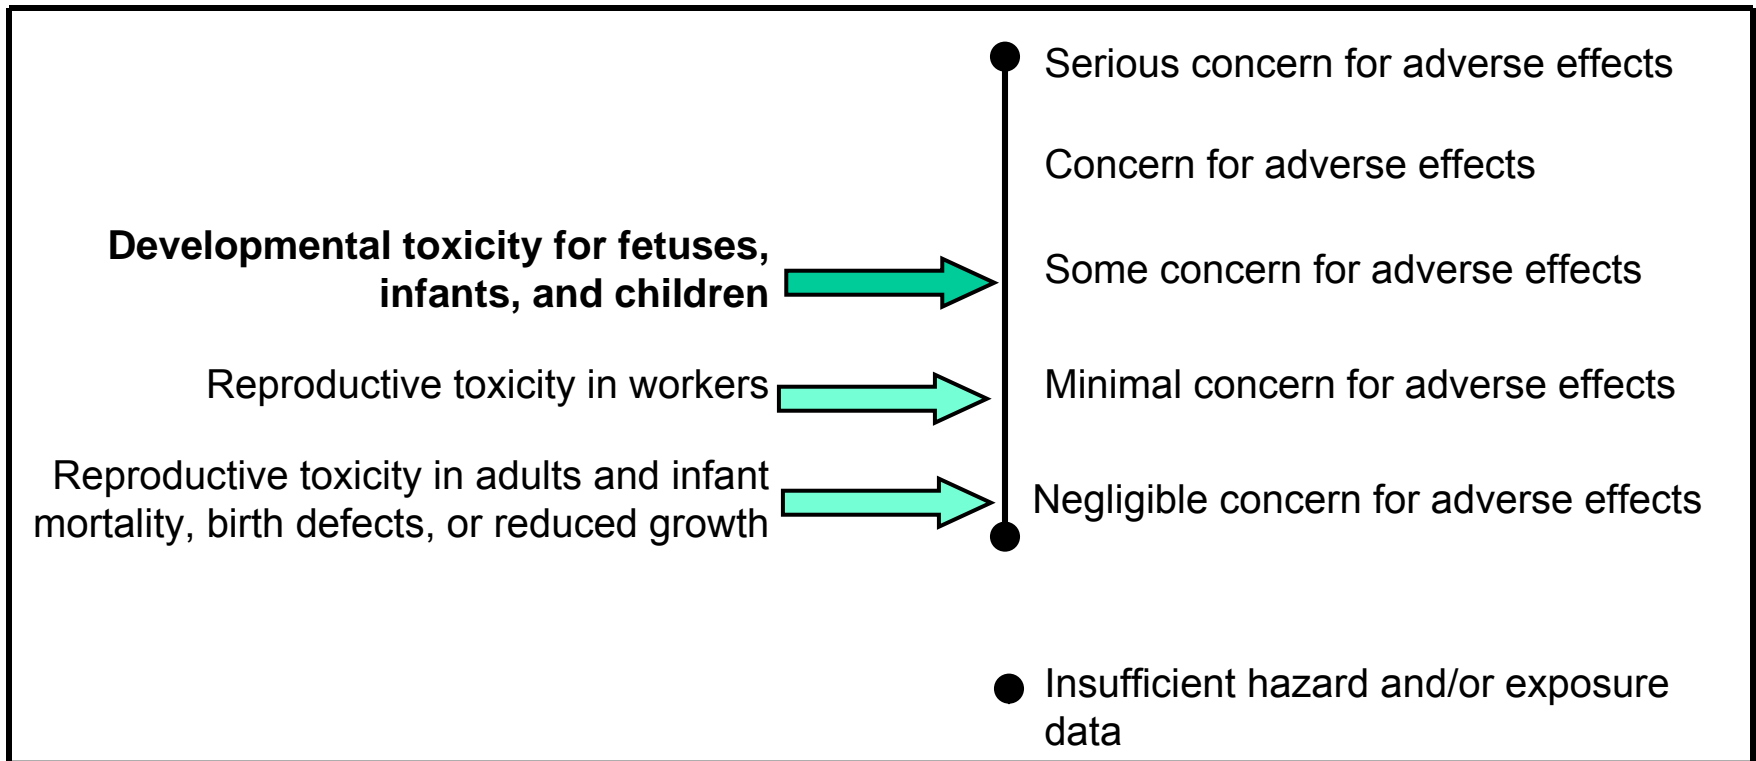 Serious concern for adverse effects
Concern for adverse effects
Developmental toxicity for fetuses,
infants, and children
Some concern for adverse effects
Reproductive toxicity in workers
Minimal concern for adverse effects
Reproductive toxicity in adults and infant
mortality, birth defects, or reduced growth
Negligible concern for adverse effects
Insufficient hazard and/or exposure
data